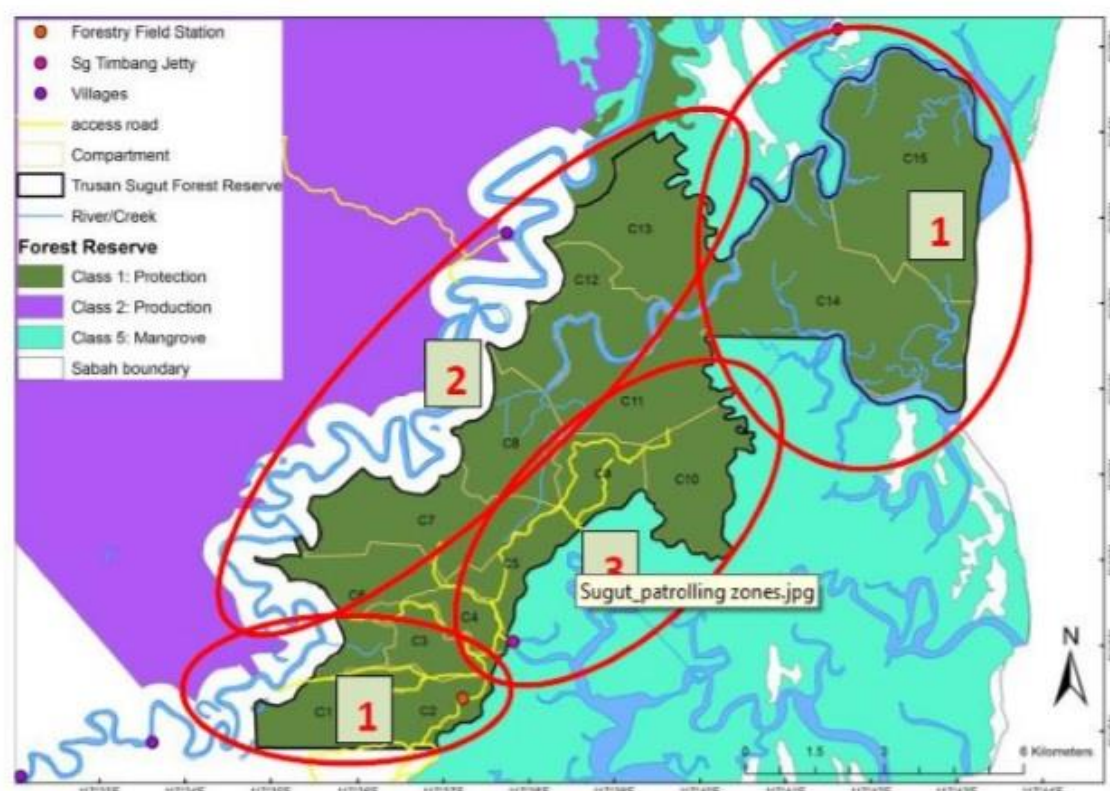 Forestry Field Station
Sg Timbang Jetty
Villages
access road
Compartment
Trusan Sugut Forest Reserve
River/Creek
Forest Reserve
Class 1: Protection
Class 2: Production
Class 5: Mangrove
Sabah boundary
C15
1
C13
C12
C14
2
C11
C8
C9
C10
C7
C5
3
Sugut_patrolling zones.jpg
C6
C4
C3
N
C1
1
C2
0 1.5 3 6 Kilometers